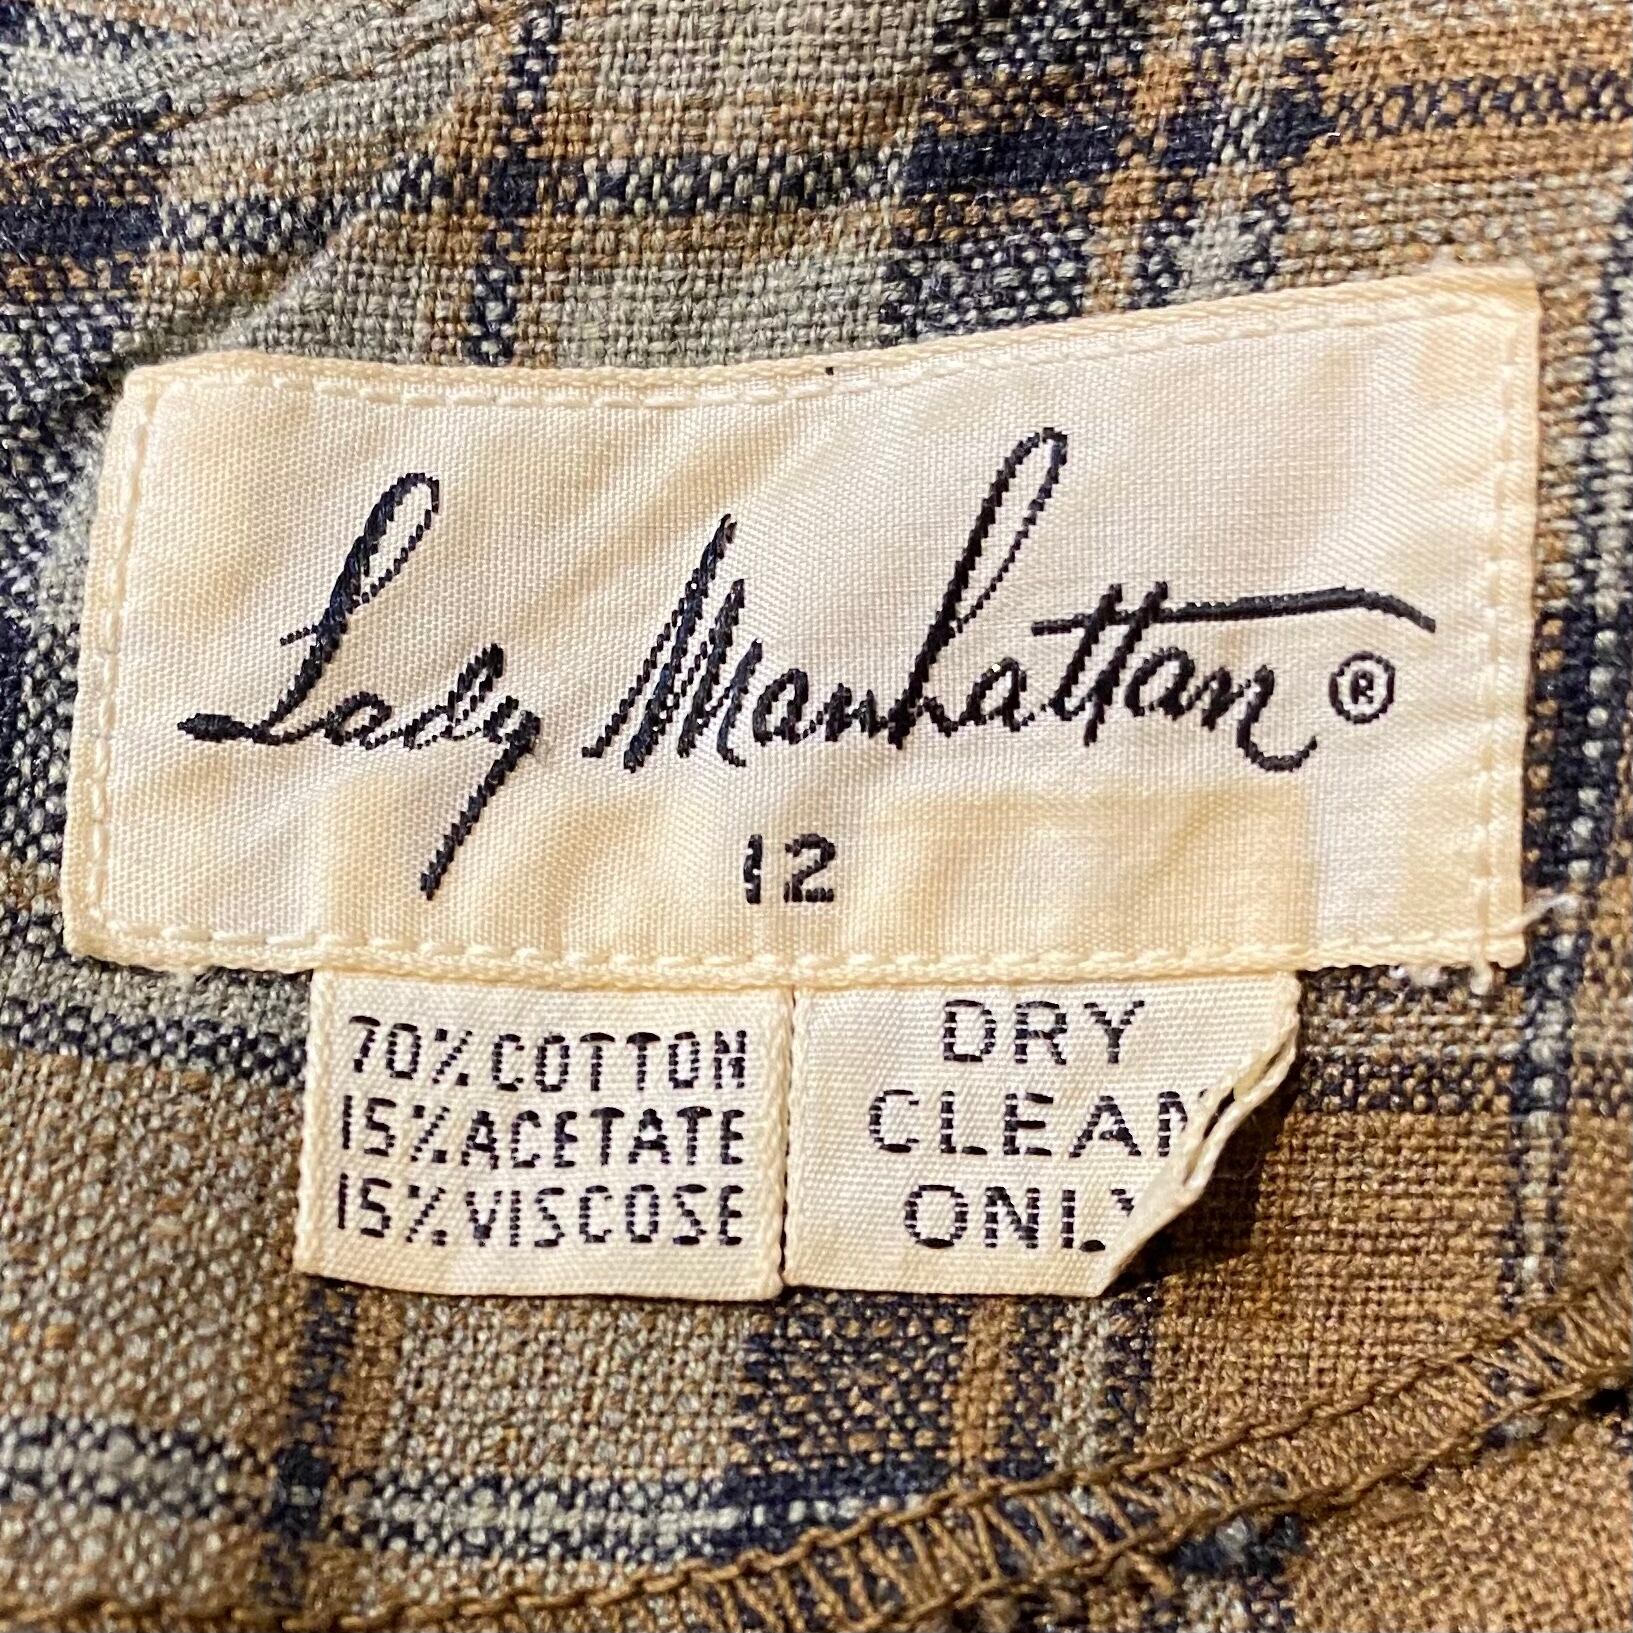 Lady Manhattan ®
12
70% COTTON
15% ACETATE
15% VISCOSE
DRY
CLEAN
ONLY